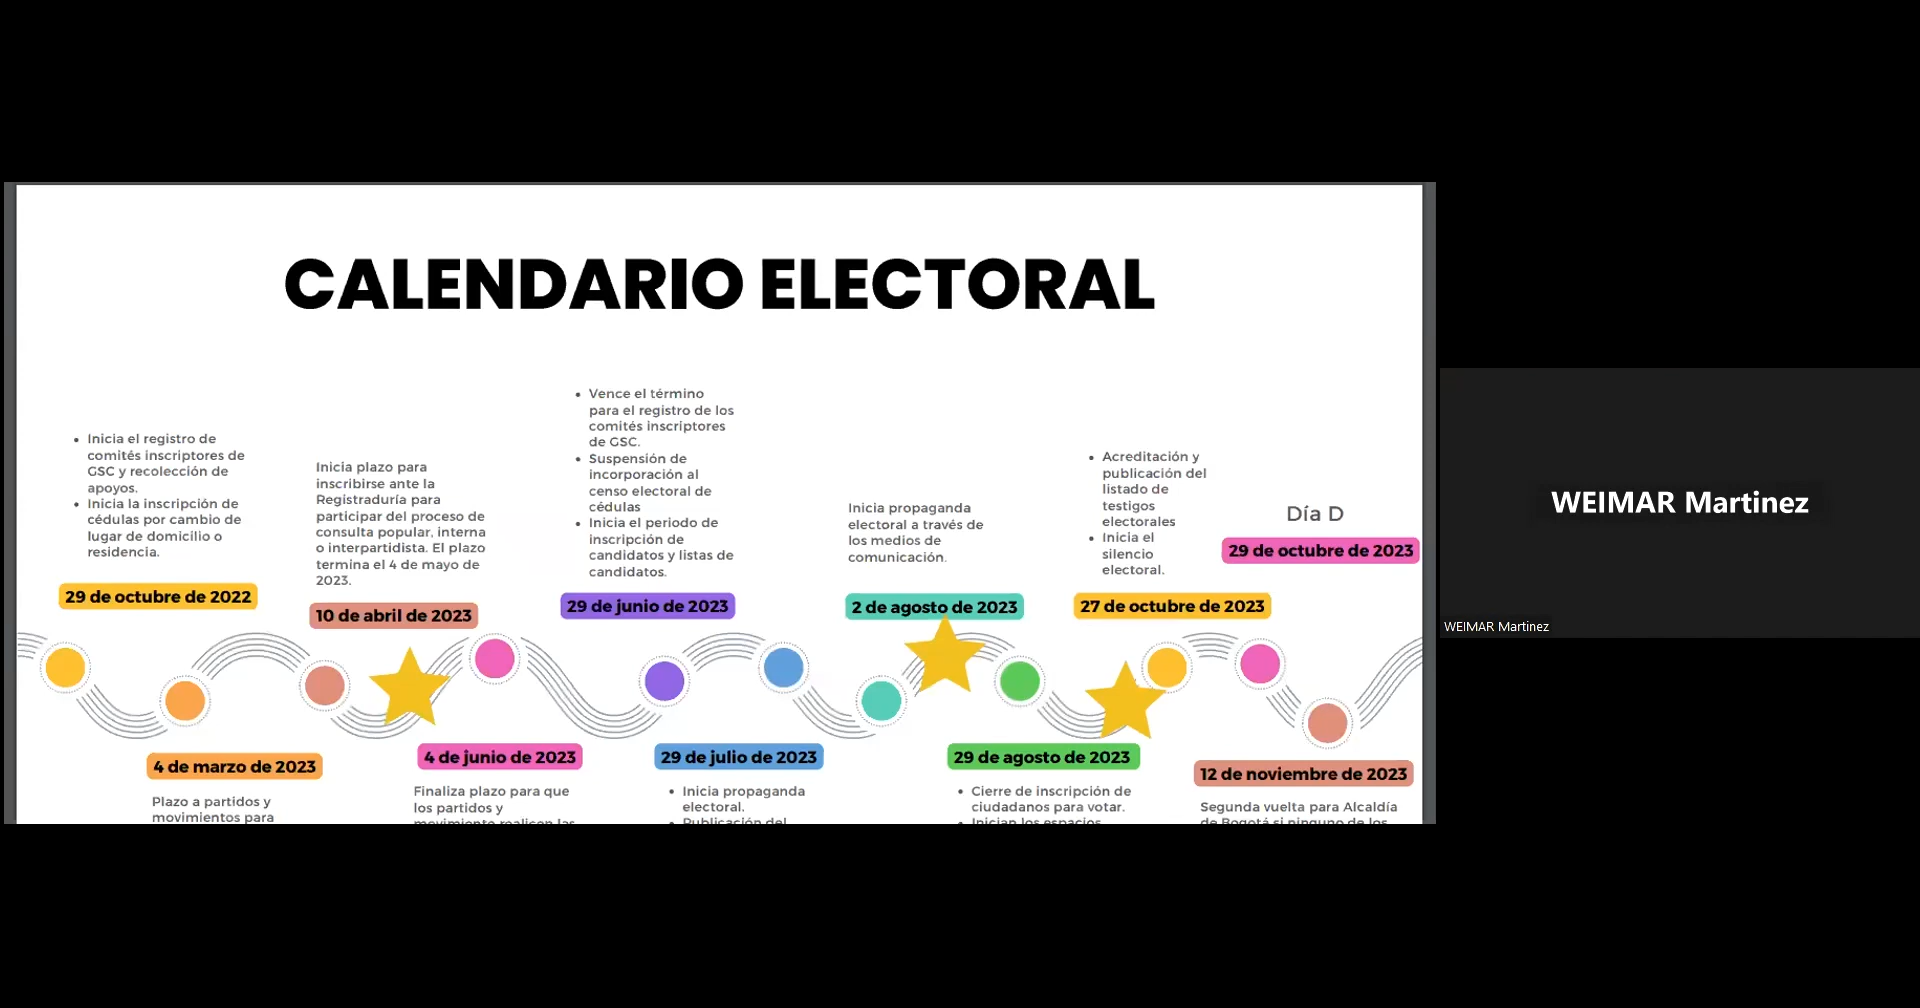 CALENDARIO ELECTORAL
• Inicia el registro de
comités inscriptores de
GSC y recolección de
apoyos.
• Inicia la inscripción de
cédulas por cambio de
lugar de domicilio o
residencia.
29 de octubre de 2022
Inicia plazo para
inscribirse ante la
Registraduría para
participar del proceso de
consulta popular, interna
o interpartidista. El plazo
termina el 4 de mayo de
2023.
10 de abril de 2023
• Vence el término
para el registro de los
comités inscriptores
de GSC.
• Suspensión de
incorporación al
censo electoral de
cédulas
• Inicia el periodo de
inscripción de
candidatos y listas de
candidatos.
29 de junio de 2023
Inicia propaganda
electoral a través de
los medios de
comunicación.
2 de agosto de 2023
• Acreditación y
publicación del
listado de
testigos
electorales
• Inicia el
silencio
electoral.
27 de octubre de 2023
Día D
29 de octubre de 2023
4 de marzo de 2023
Plazo a partidos y
movimientos para
4 de junio de 2023
Finaliza plazo para que
los partidos y
movimiento realicen las
29 de julio de 2023
• Inicia propaganda
electoral.
• Publicación del
29 de agosto de 2023
• Cierre de inscripción de
ciudadanos para votar.
• Inician los espacios
12 de noviembre de 2023
Segunda vuelta para Alcaldía
de Bogotá si ninguno de los
WEIMAR Martinez
WEIMAR Martinez